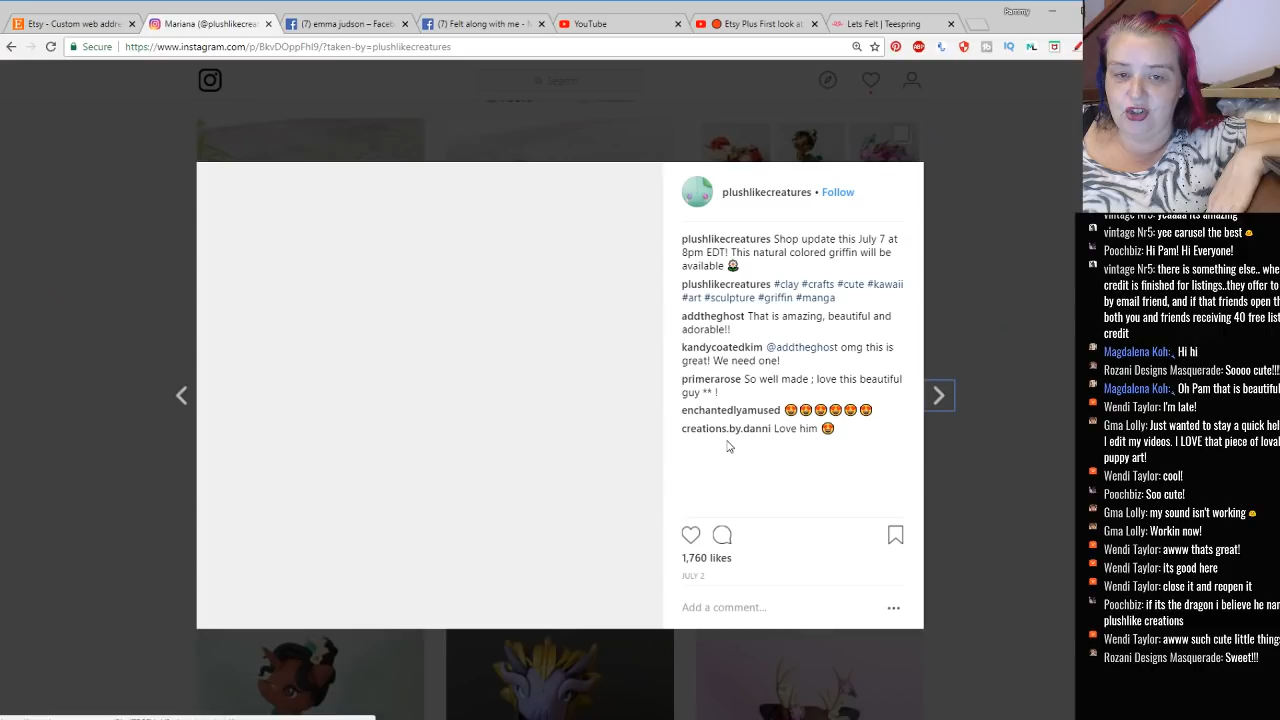 Etsy - Custom web addre
Mariana (@plushlikecreat
(7) emma judson – Faceb
(7) Felt along with me - M
YouTube
Etsy Plus First look at
Lets Felt | Teespring
Pammy
Secure
https://www.instagram.com/p/BkvDOppFhI9/?taken-by=plushlikecreatures
Search
plushlikecreatures • Follow
plushlikecreatures Shop update this July 7 at
8pm EDT! This natural colored griffin will be
available
plushlikecreatures #clay #crafts #cute #kawaii
#art #sculpture #griffin #manga
addtheghost That is amazing, beautiful and
adorable!!
kandycoatedkim @addtheghost omg this is
great! We need one!
primerarose So well made ; love this beautiful
guy ** !
enchantedlyamused 😍😍😍😍😍😍
creations.by.danni Love him 😍
1,760 likes
JULY 2
Add a comment...
vintage Nr5: yeaaaa its amazing
vintage Nr5: yee carusel the best
Poochbiz: Hi Pam! Hi Everyone!
vintage Nr5: there is something else.. whe
credit is finished for listings..they offer to
by email friend, and if that friends open th
both you and friends receiving 40 free list
credit
Magdalena Koh: Hi hi
Rozani Designs Masquerade: Soooo cute!!!
Magdalena Koh: Oh Pam that is beautiful
Wendi Taylor: I'm late!
Gma Lolly: Just wanted to stay a quick hel
I edit my videos. I LOVE that piece of loval
puppy art!
Wendi Taylor: cool!
Poochbiz: Soo cute!
Gma Lolly: my sound isn't working
Gma Lolly: Workin now!
Wendi Taylor: awww thats great!
Wendi Taylor: its good here
Wendi Taylor: close it and reopen it
Poochbiz: if its the dragon i believe he nam
plushlike creations
Wendi Taylor: awww such cute little things
Rozani Designs Masquerade: Sweet!!!